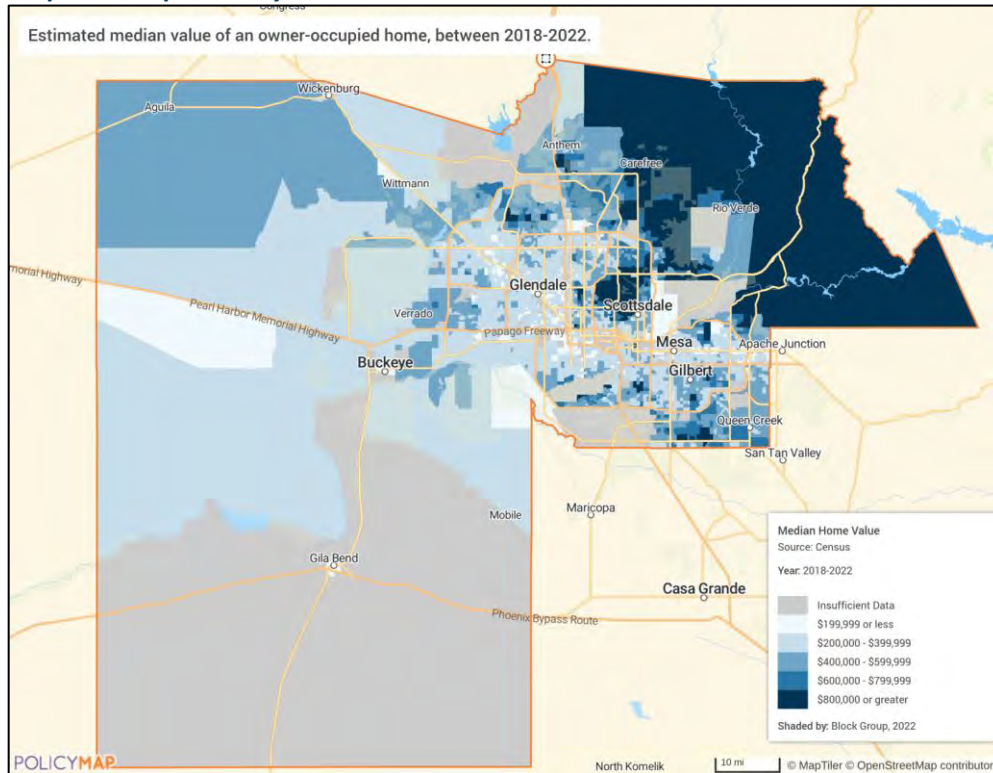 Estimated median value of an owner-occupied home, between 2018-2022.
Congress
Wickenburg
Aguila
Anthem
Carefree
Wittmann
Rio Verde
emorial Highway
Glendale
Pearl Harbor Memorial Highway
Scottsdale
Verrado
Papago Freeway
Mesa
Apache Junction
Buckeye
Gilbert
Queen Creek
San Tan Valley
Mobile
Maricopa
Gila Bend
Casa Grande
Phoenix Bypass Route
Median Home Value
Source: Census
Year: 2018-2022
Insufficient Data
$199,999 or less
$200,000 - $399,999
$400,000 - $599,999
$600,000 - $799,999
$800,000 or greater
Shaded by: Block Group, 2022
POLICYMAP
North Komelik
10 mi
© MapTiler © OpenStreetMap contributor